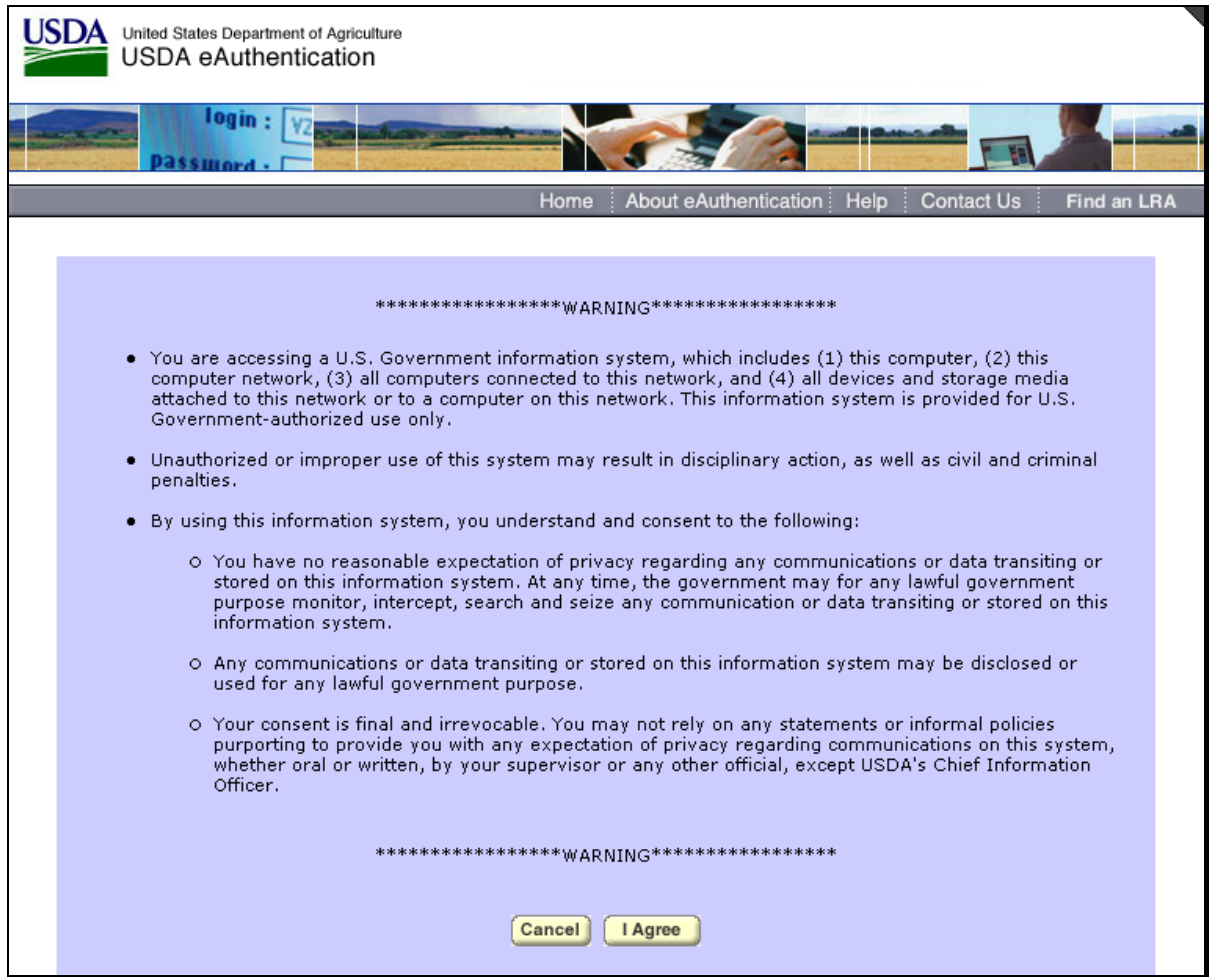 USDA
United States Department of Agriculture
USDA eAuthentication
login : VZ
password :
Home About eAuthentication Help Contact Us Find an LRA
*****************WARNING*****************
● You are accessing a U.S. Government information system, which includes (1) this computer, (2) this
computer network, (3) all computers connected to this network, and (4) all devices and storage media
attached to this network or to a computer on this network. This information system is provided for U.S.
Government-authorized use only.
● Unauthorized or improper use of this system may result in disciplinary action, as well as civil and criminal
penalties.
● By using this information system, you understand and consent to the following:
○ You have no reasonable expectation of privacy regarding any communications or data transiting or
stored on this information system. At any time, the government may for any lawful government
purpose monitor, intercept, search and seize any communication or data transiting or stored on this
information system.
○ Any communications or data transiting or stored on this information system may be disclosed or
used for any lawful government purpose.
○ Your consent is final and irrevocable. You may not rely on any statements or informal policies
purporting to provide you with any expectation of privacy regarding communications on this system,
whether oral or written, by your supervisor or any other official, except USDA's Chief Information
Officer.
*****************WARNING*****************
Cancel I Agree